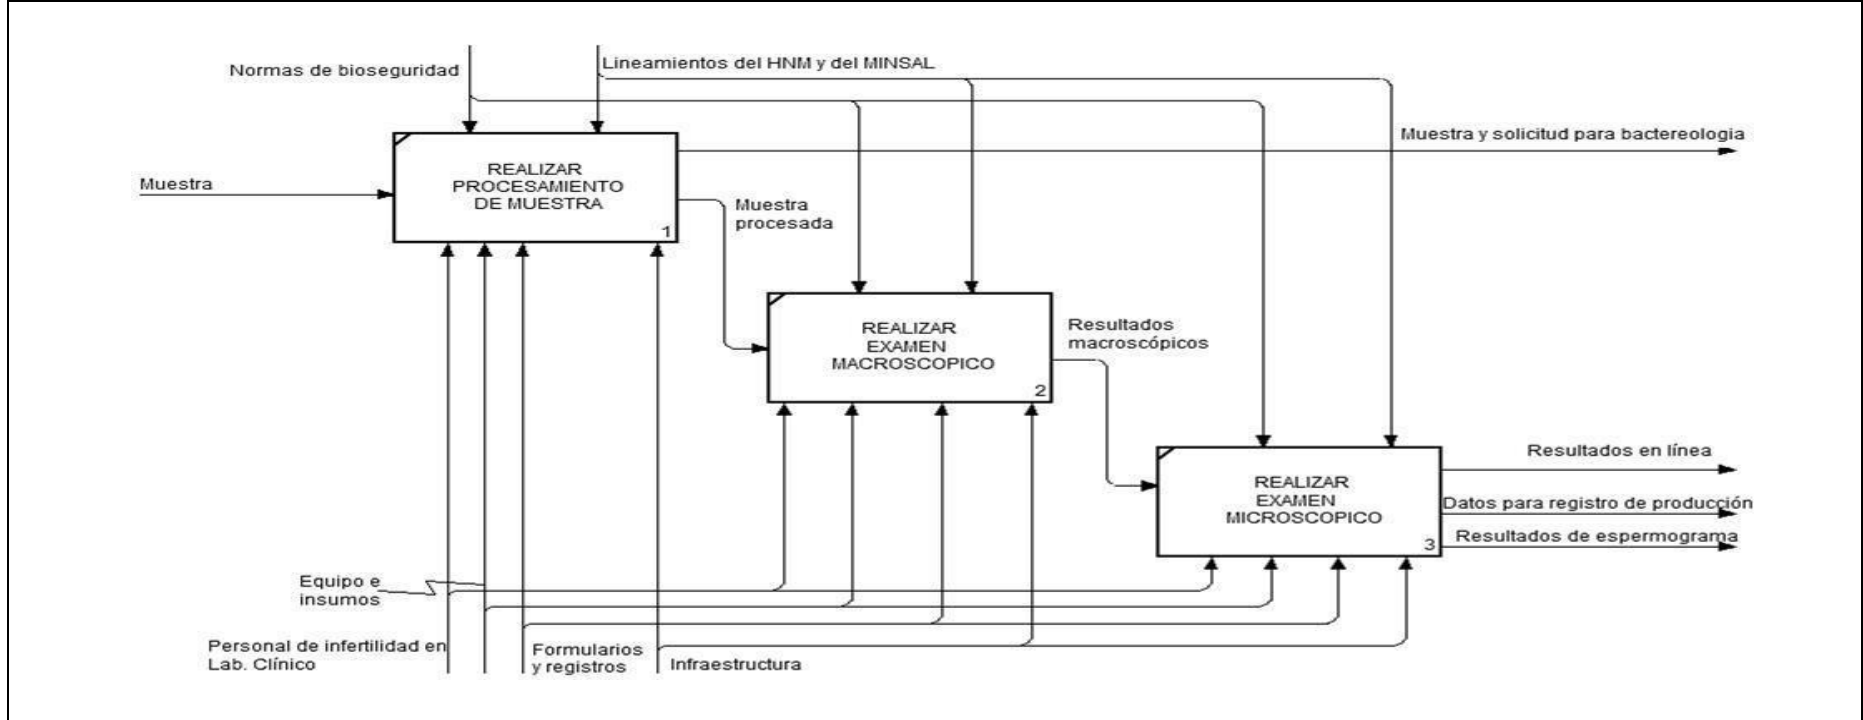 Normas de bioseguridad
Lineamientos del HNM y del MINSAL
Muestra y solicitud para bactereologia
Muestra
REALIZAR
PROCESAMIENTO
DE MUESTRA
1
Muestra
procesada
REALIZAR
EXAMEN
MACROSCOPICO
2
Resultados
macroscópicos
REALIZAR
EXAMEN
MICROSCOPICO
3
Resultados en línea
Datos para registro de producción
Resultados de espermograma
Equipo e
insumos
Personal de infertilidad en
Lab. Clínico
Formularios
y registros
Infraestructura